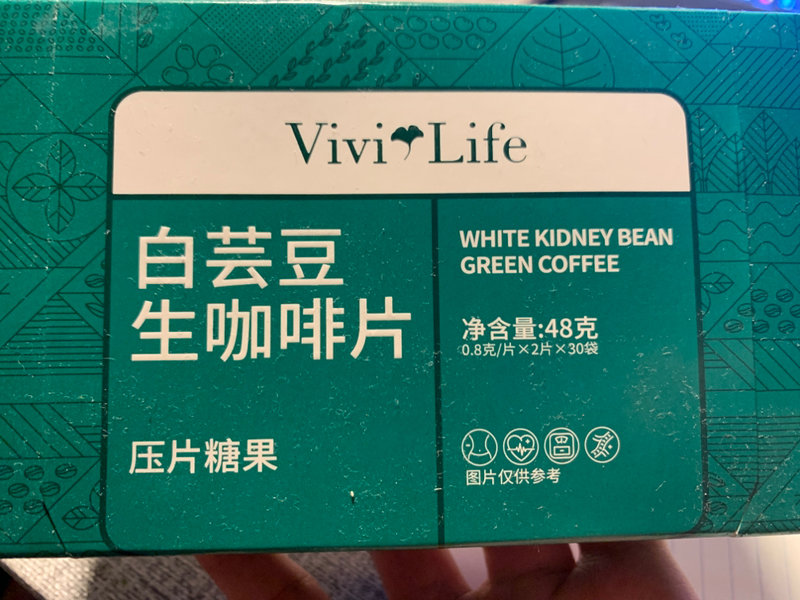 Vivi Life
白芸豆
生咖啡片
压片糖果
WHITE KIDNEY BEAN
GREEN COFFEE
净含量:48克
0.8克/片×2片×30袋
图片仅供参考